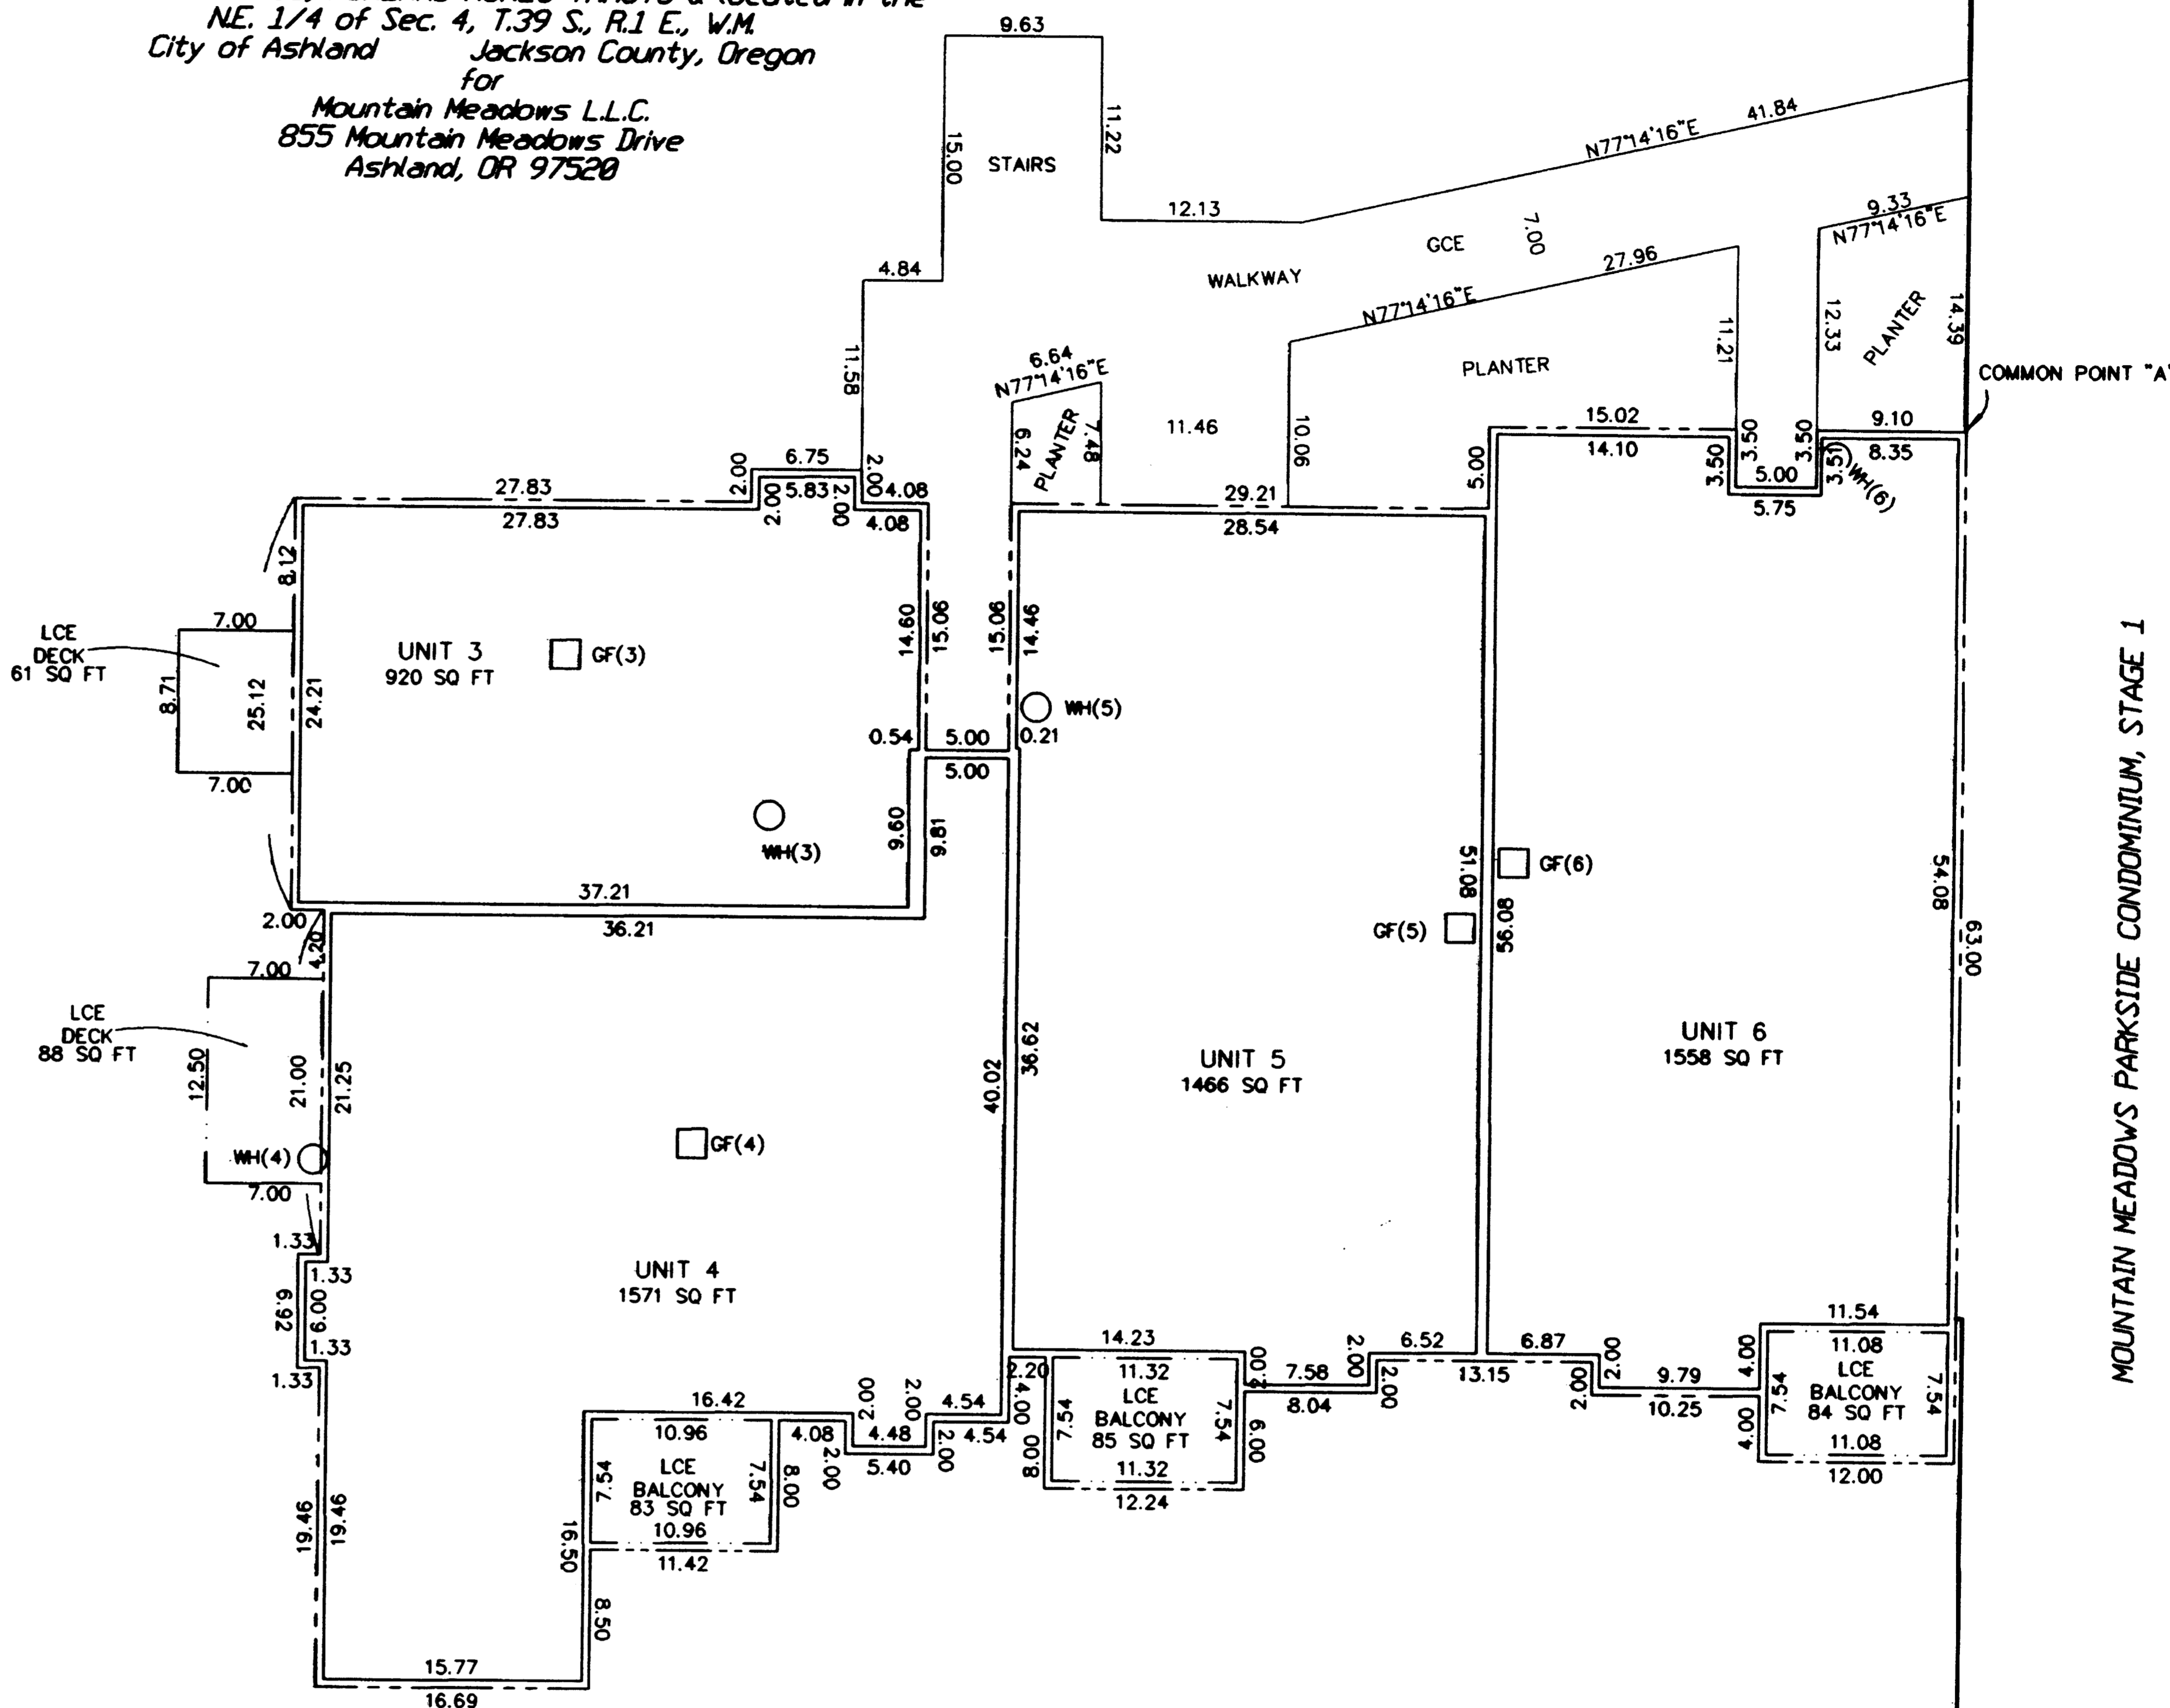 N.E. 1/4 of Sec. 4, T.39 S., R.1 E., W.M.
City of Ashland Jackson County, Oregon
for
Mountain Meadows L.L.C.
855 Mountain Meadows Drive
Ashland, OR 97520
9.63
15.00
STAIRS
11.22
12.13
N77°14'16"E
41.84
4.84
11.58
WALKWAY
GCE
7.00
N77°14'16"E
27.96
9.33
N77°14'16"E
PLANTER
11.21
12.33
PLANTER
14.39
COMMON POINT "A"
6.64
N77°14'16"E
6.24
PLANTER
7.48
11.46
10.06
5.00
15.02
14.10
3.50
3.50
5.00
5.75
3.50
3.51
WH(6)
9.10
8.35
27.83
27.83
2.00
2.00
6.75
5.83
2.00
2.00
4.08
4.08
29.21
28.54
8.12
LCE
DECK
61 SQ FT
7.00
8.71
7.00
25.12
24.21
UNIT 3
920 SQ FT
GF(3)
WH(3)
14.60
15.06
15.06
14.46
WH(5)
0.54
5.00
0.21
5.00
9.60
9.81
37.21
36.21
2.00
4.20
LCE
DECK
88 SQ FT
7.00
12.50
7.00
21.00
21.25
WH(4)
GF(4)
UNIT 4
1571 SQ FT
40.02
36.62
UNIT 5
1466 SQ FT
GF(5)
51.08
56.08
GF(6)
UNIT 6
1558 SQ FT
54.08
63.00
MOUNTAIN MEADOWS PARKSIDE CONDOMINIUM, STAGE 1
1.33
1.33
6.92
6.00
1.33
1.33
19.46
19.46
15.77
16.69
16.50
8.50
16.42
10.96
7.54
LCE
BALCONY
83 SQ FT
7.54
10.96
11.42
8.00
4.08
2.00
2.00
4.48
5.40
2.00
2.00
4.54
4.54
4.00
2.20
8.00
14.23
11.32
7.54
LCE
BALCONY
85 SQ FT
7.54
11.32
12.24
2.00
6.00
7.58
8.04
2.00
2.00
6.52
13.15
6.87
2.00
2.00
9.79
10.25
4.00
4.00
11.54
11.08
7.54
LCE
BALCONY
84 SQ FT
7.54
11.08
12.00